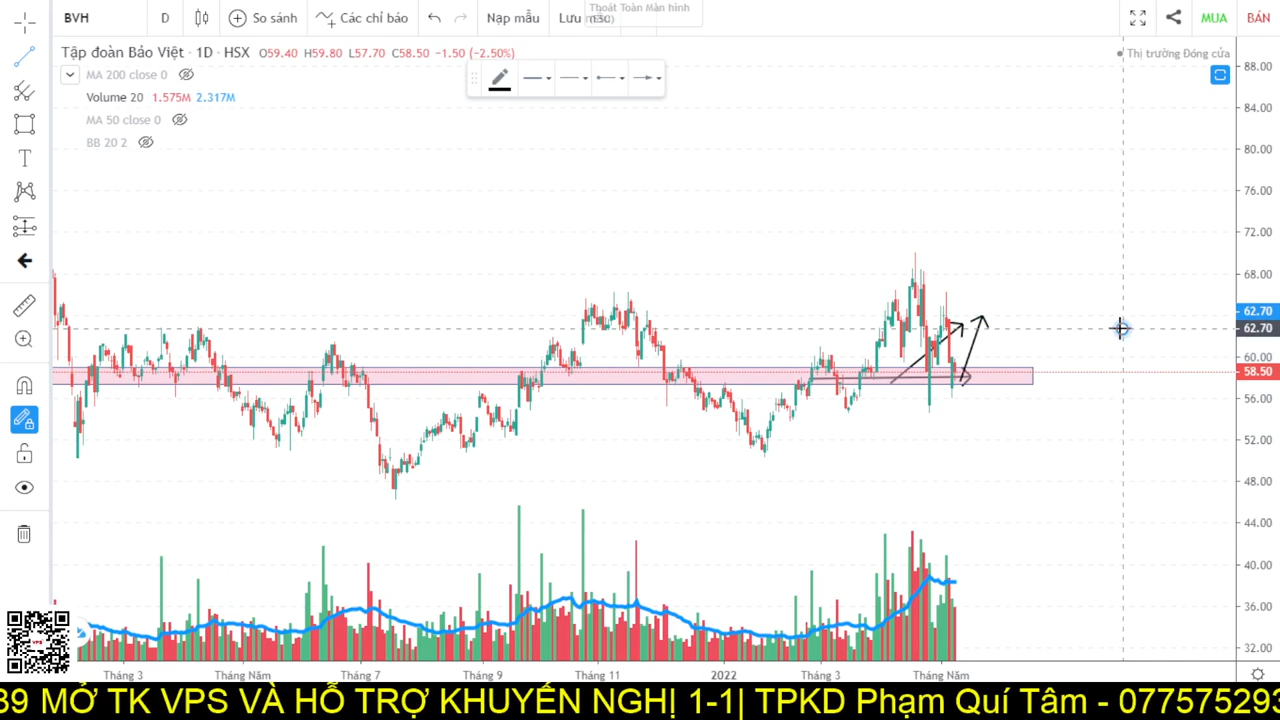 BVH D So sánh Các chỉ báo Nạp mẫu Lưu mẫu Thoát Toàn Màn hình MUA BÁN
Tập đoàn Bảo Việt · 1D · HSX O59.40 H59.80 L57.70 C58.50 −1.50 (−2.50%) Thị trường Đóng cửa
MA 200 close 0
Volume 20 1.575M 2.317M
MA 50 close 0
BB 20 2
88.00
84.00
80.00
76.00
72.00
68.00
62.70
62.70
60.00
58.50
56.00
52.00
48.00
44.00
40.00
36.00
32.00
VPS
Tháng 3 Tháng Năm Tháng 7 Tháng 9 Tháng 11 2022 Tháng 3 Tháng Năm
39 MỞ TK VPS VÀ HỖ TRỢ KHUYẾN NGHỊ 1-1| TPKD Phạm Quí Tâm - 077575293